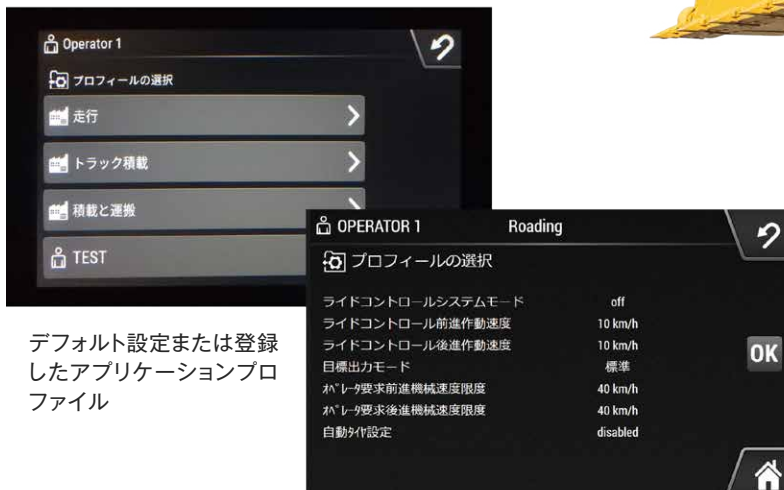 Operator 1
プロフィールの選択
走行
トラック積載
積載と運搬
TEST
OPERATOR 1 Roading
プロフィールの選択
ライドコントロールシステムモード off
ライドコントロール前進作動速度 10 km/h
ライドコントロール後進作動速度 10 km/h
目標出力モード 標準
ｵﾍﾟﾚｰﾀ要求前進機械速度限度 40 km/h
ｵﾍﾟﾚｰﾀ要求後進機械速度限度 40 km/h
自動ﾀｲﾔ設定 disabled
OK
デフォルト設定または登録
したアプリケーションプロ
ファイル